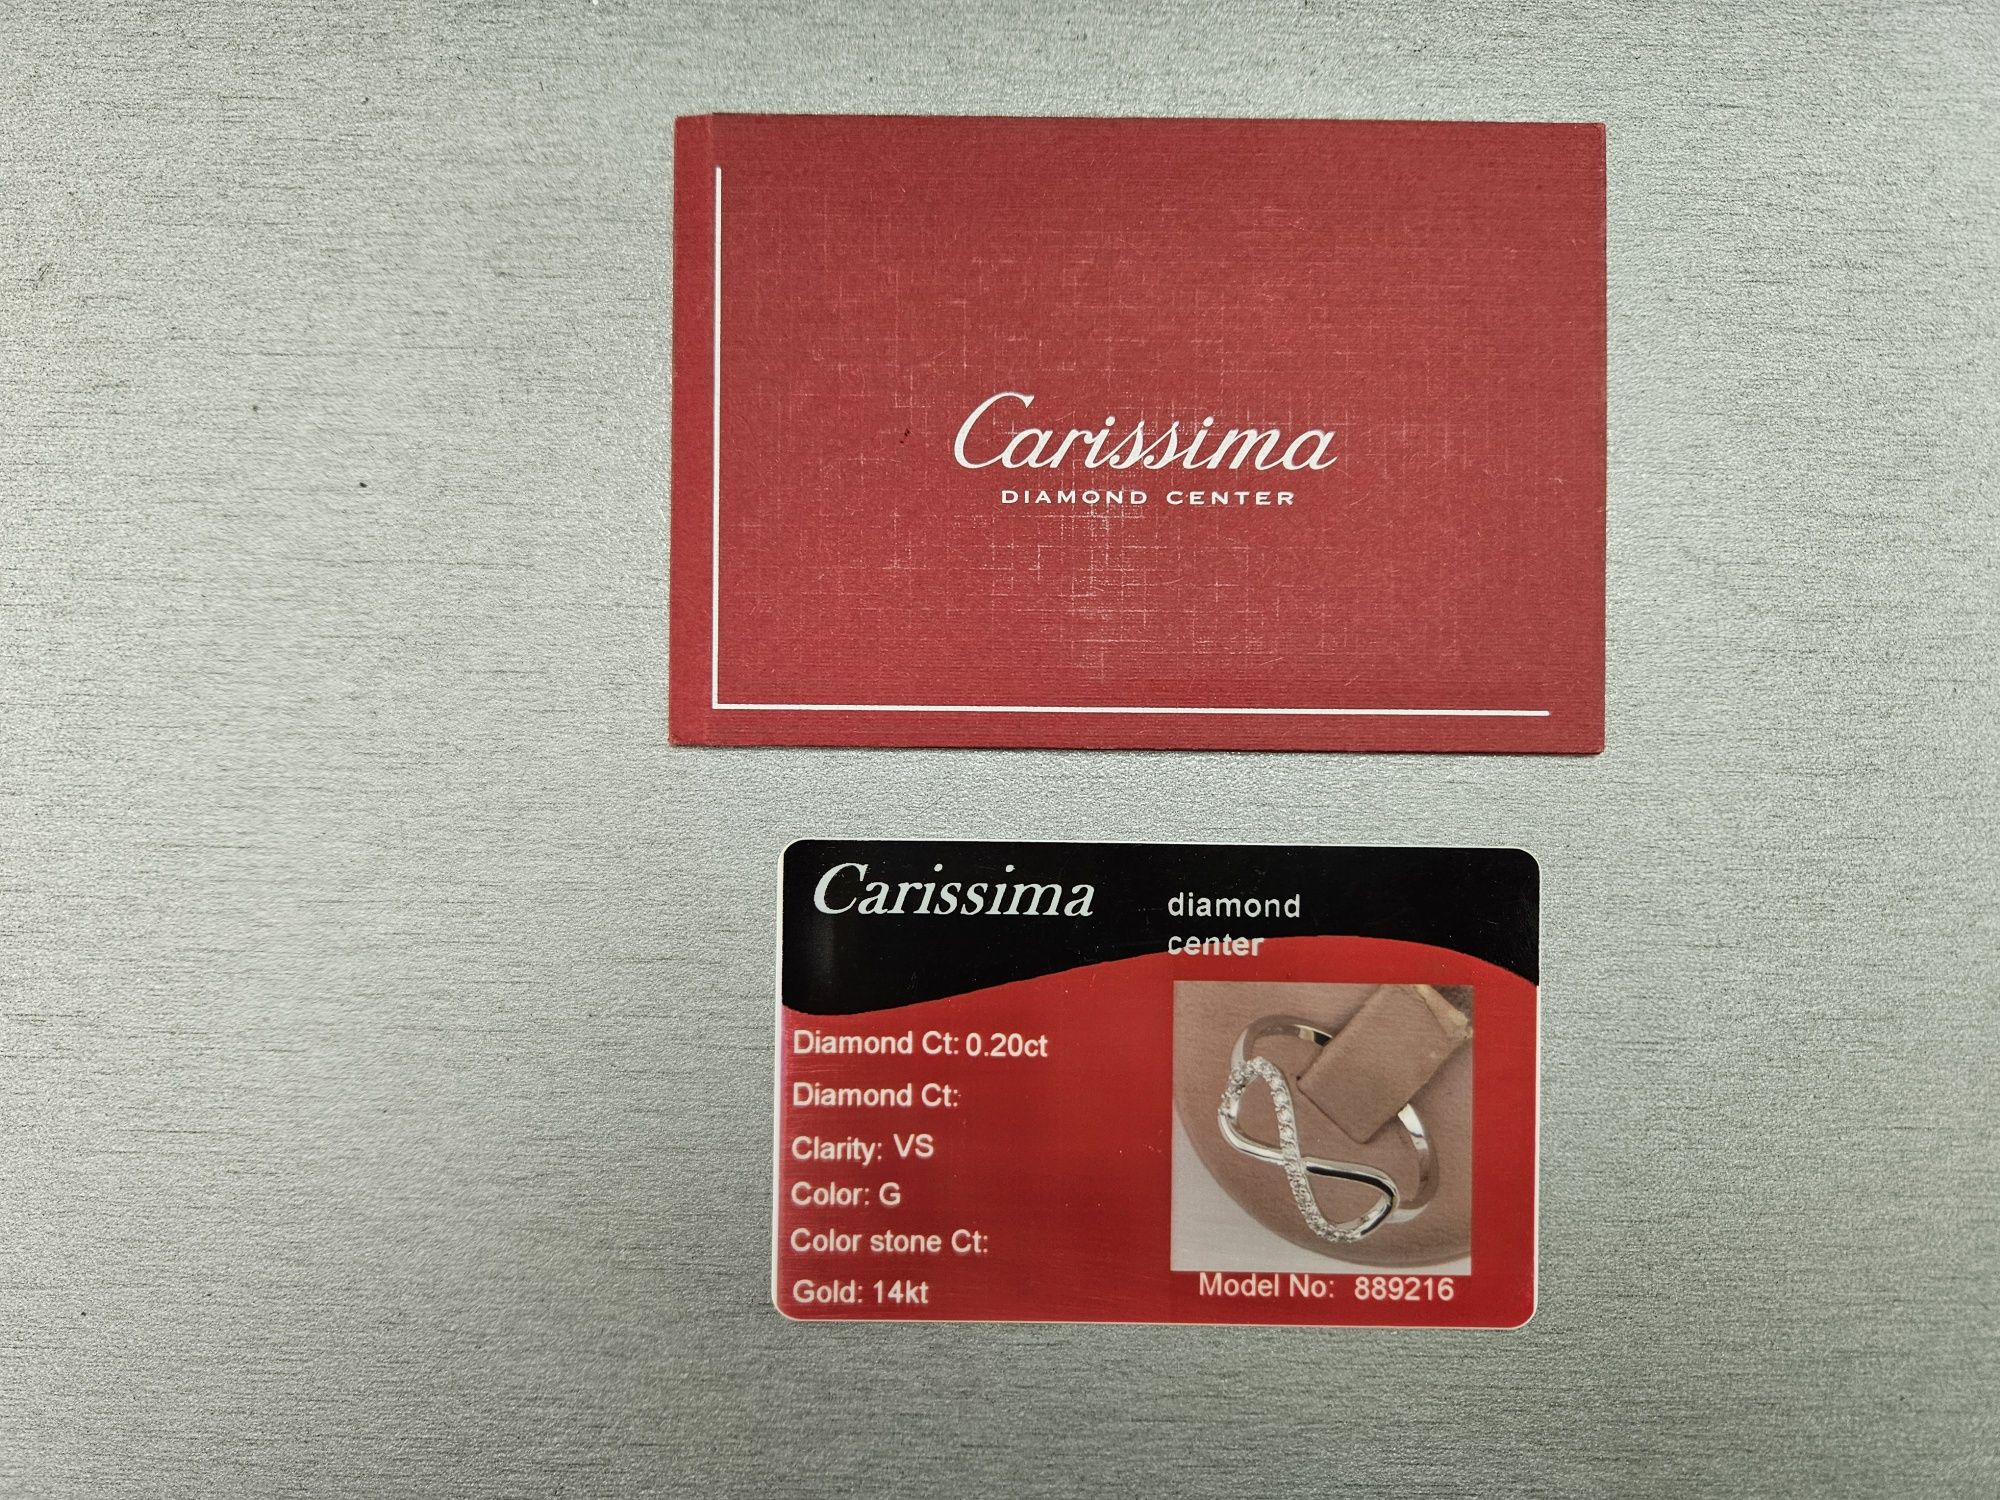 Carissima
DIAMOND CENTER
Carissima
diamond
center
Diamond Ct: 0.20ct
Diamond Ct:
Clarity: VS
Color: G
Color stone Ct:
Gold: 14kt
Model No: 889216